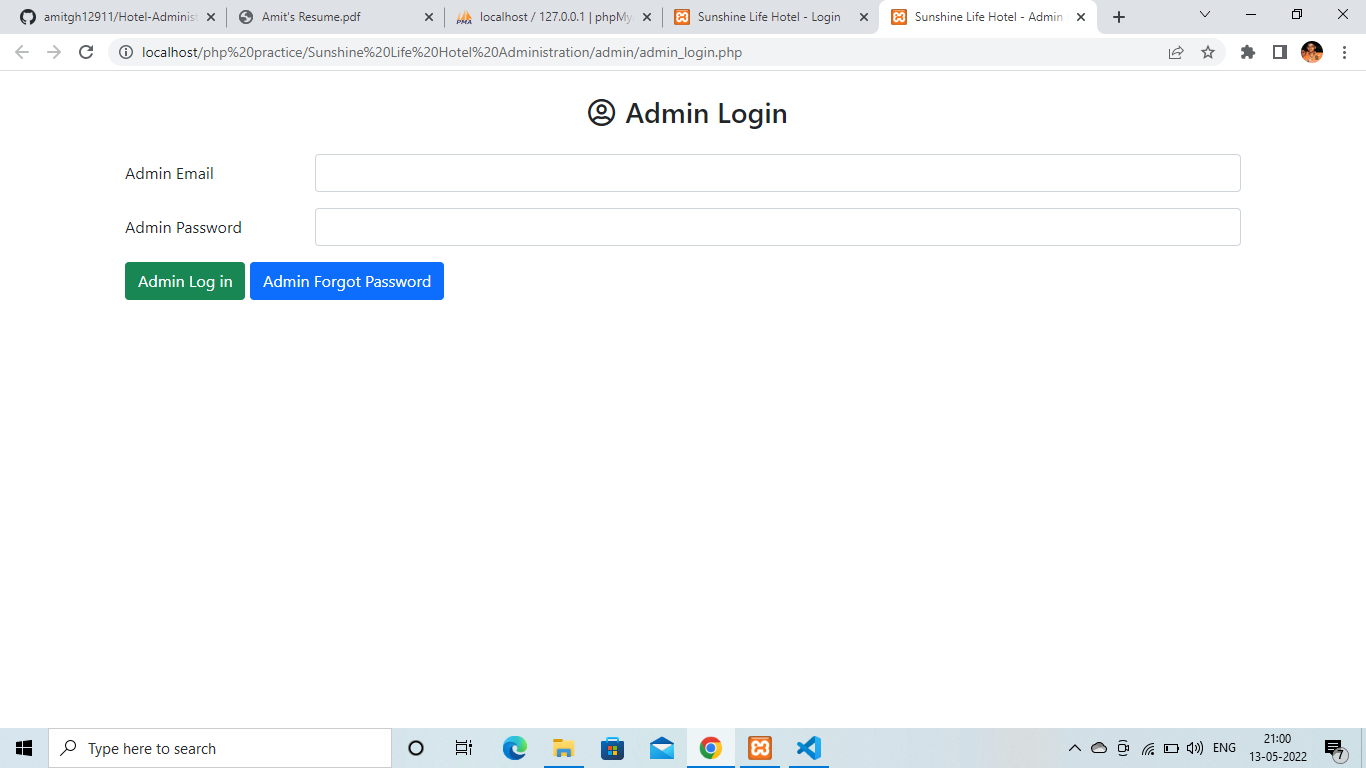 amitgh12911/Hotel-Administ
Amit's Resume.pdf
localhost / 127.0.0.1 | phpMy
Sunshine Life Hotel - Login
Sunshine Life Hotel - Admin
localhost/php%20practice/Sunshine%20Life%20Hotel%20Administration/admin/admin_login.php
Admin Login
Admin Email
Admin Password
Admin Log in
Admin Forgot Password
Type here to search
ENG
21:00
13-05-2022
7
PMA